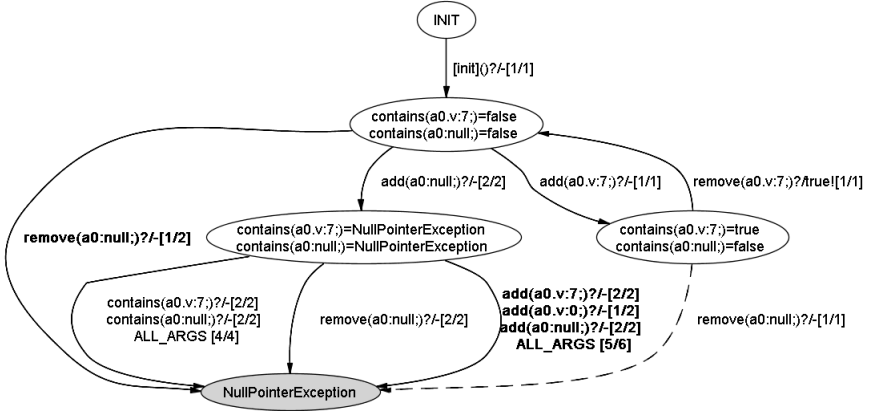 INIT
[init]()?/-[1/1]
contains(a0.v:7;)=false
contains(a0:null;)=false
add(a0:null;)?/-[2/2]
add(a0.v:7;)?/-[1/1]
remove(a0.v:7;)?/true![1/1]
remove(a0:null;)?/-[1/2]
contains(a0.v:7;)=NullPointerException
contains(a0:null;)=NullPointerException
contains(a0.v:7;)=true
contains(a0:null;)=false
contains(a0.v:7;)?/-[2/2]
contains(a0:null;)?/-[2/2]
ALL_ARGS [4/4]
remove(a0:null;)?/-[2/2]
add(a0.v:7;)?/-[2/2]
add(a0.v:0;)?/-[1/2]
add(a0:null;)?/-[2/2]
ALL_ARGS [5/6]
remove(a0:null;)?/-[1/1]
NullPointerException